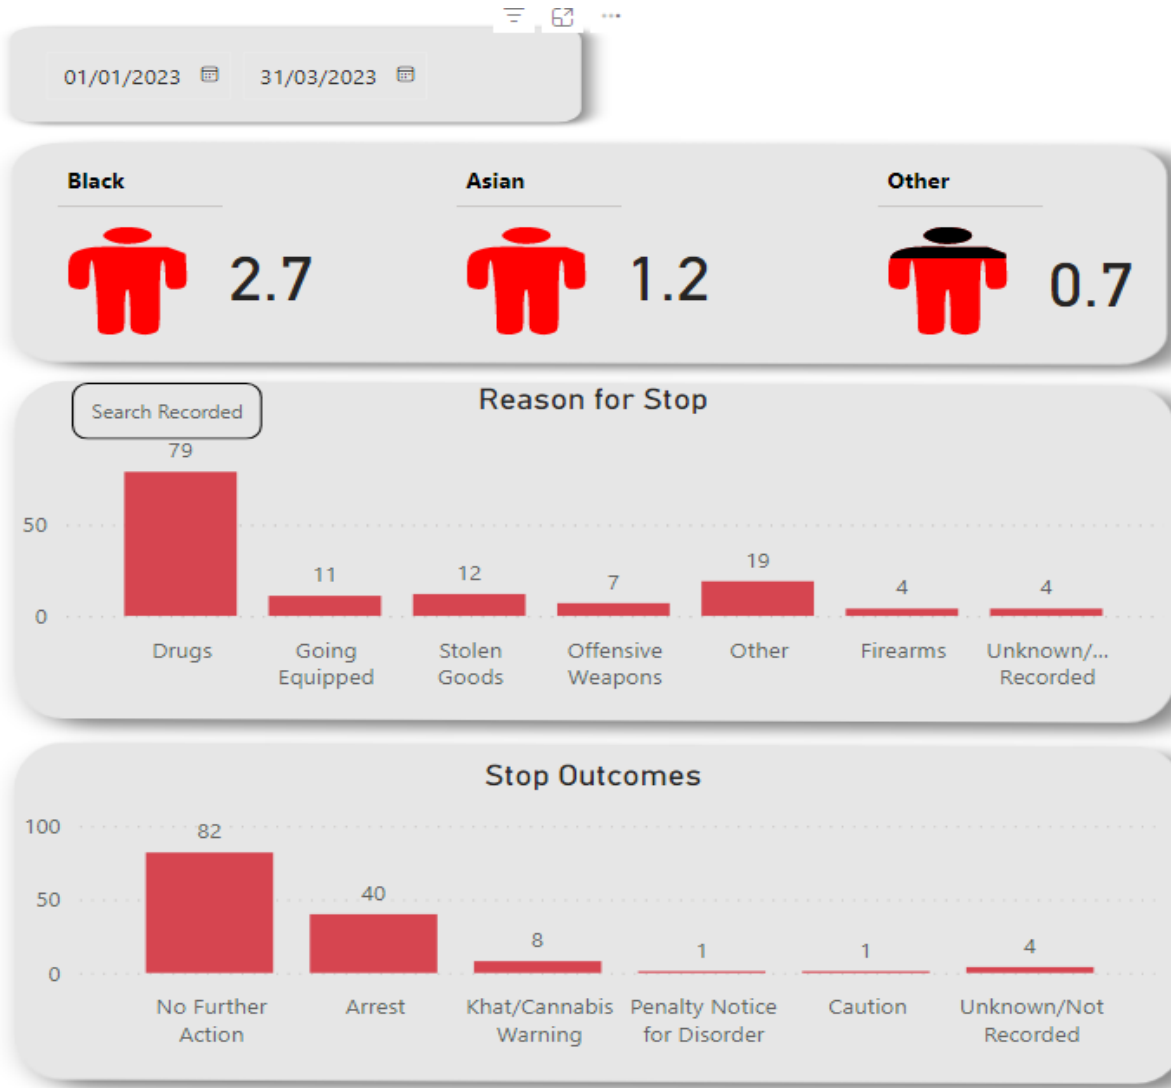 01/01/2023 31/03/2023
Black Asian Other
2.7 1.2 0.7
Search Recorded
Reason for Stop
79
50
11 12 7 19 4 4
0
Drugs Going Equipped Stolen Goods Offensive Weapons Other Firearms Unknown/... Recorded
Stop Outcomes
100
82
50
40
8 1 1 4
0
No Further Action Arrest Khat/Cannabis Warning Penalty Notice for Disorder Caution Unknown/Not Recorded